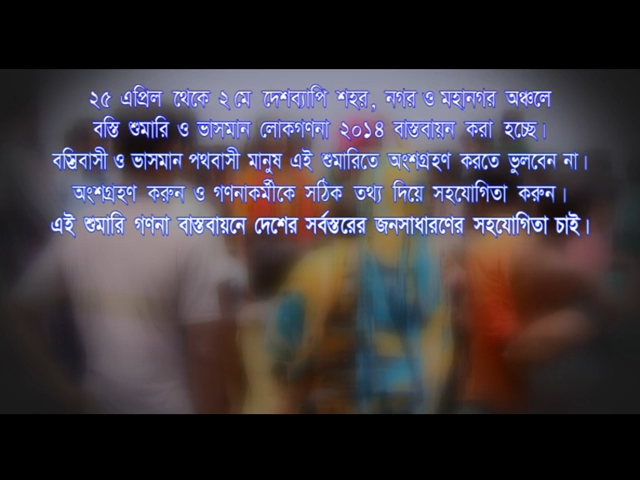 ২৫ এপ্রিল থেকে ২ মে দেশব্যাপি শহর, নগর ও মহানগর অঞ্চলে
বস্তি শুমারি ও ভাসমান লোকগণনা ২০১৪ বাস্তবায়ন করা হচ্ছে।
বস্তিবাসী ও ভাসমান পথবাসী মানুষ এই শুমারিতে অংশগ্রহণ করতে ভুলবেন না।
অংশগ্রহণ করুন ও গণনাকর্মীকে সঠিক তথ্য দিয়ে সহযোগিতা করুন।
এই শুমারি গণনা বাস্তবায়নে দেশের সর্বস্তরের জনসাধারণের সহযোগিতা চাই।